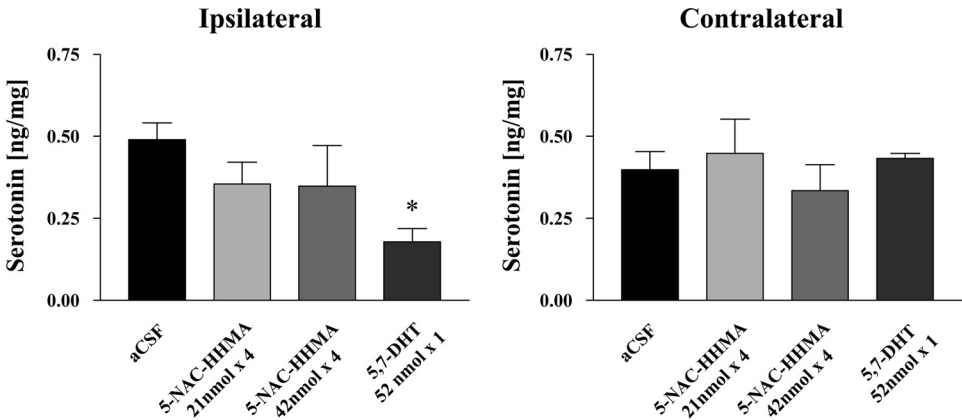 Ipsilateral
Serotonin [ng/mg]
0.75
0.50
0.25
0.00
*
aCSF
5-NAC-HHMA
21nmol x 4
5-NAC-HHMA
42nmol x 4
5,7-DHT
52 nmol x 1
Contralateral
Serotonin [ng/mg]
0.75
0.50
0.25
0.00
aCSF
5-NAC-HHMA
21nmol x 4
5-NAC-HHMA
42nmol x 4
5,7-DHT
52nmol x 1